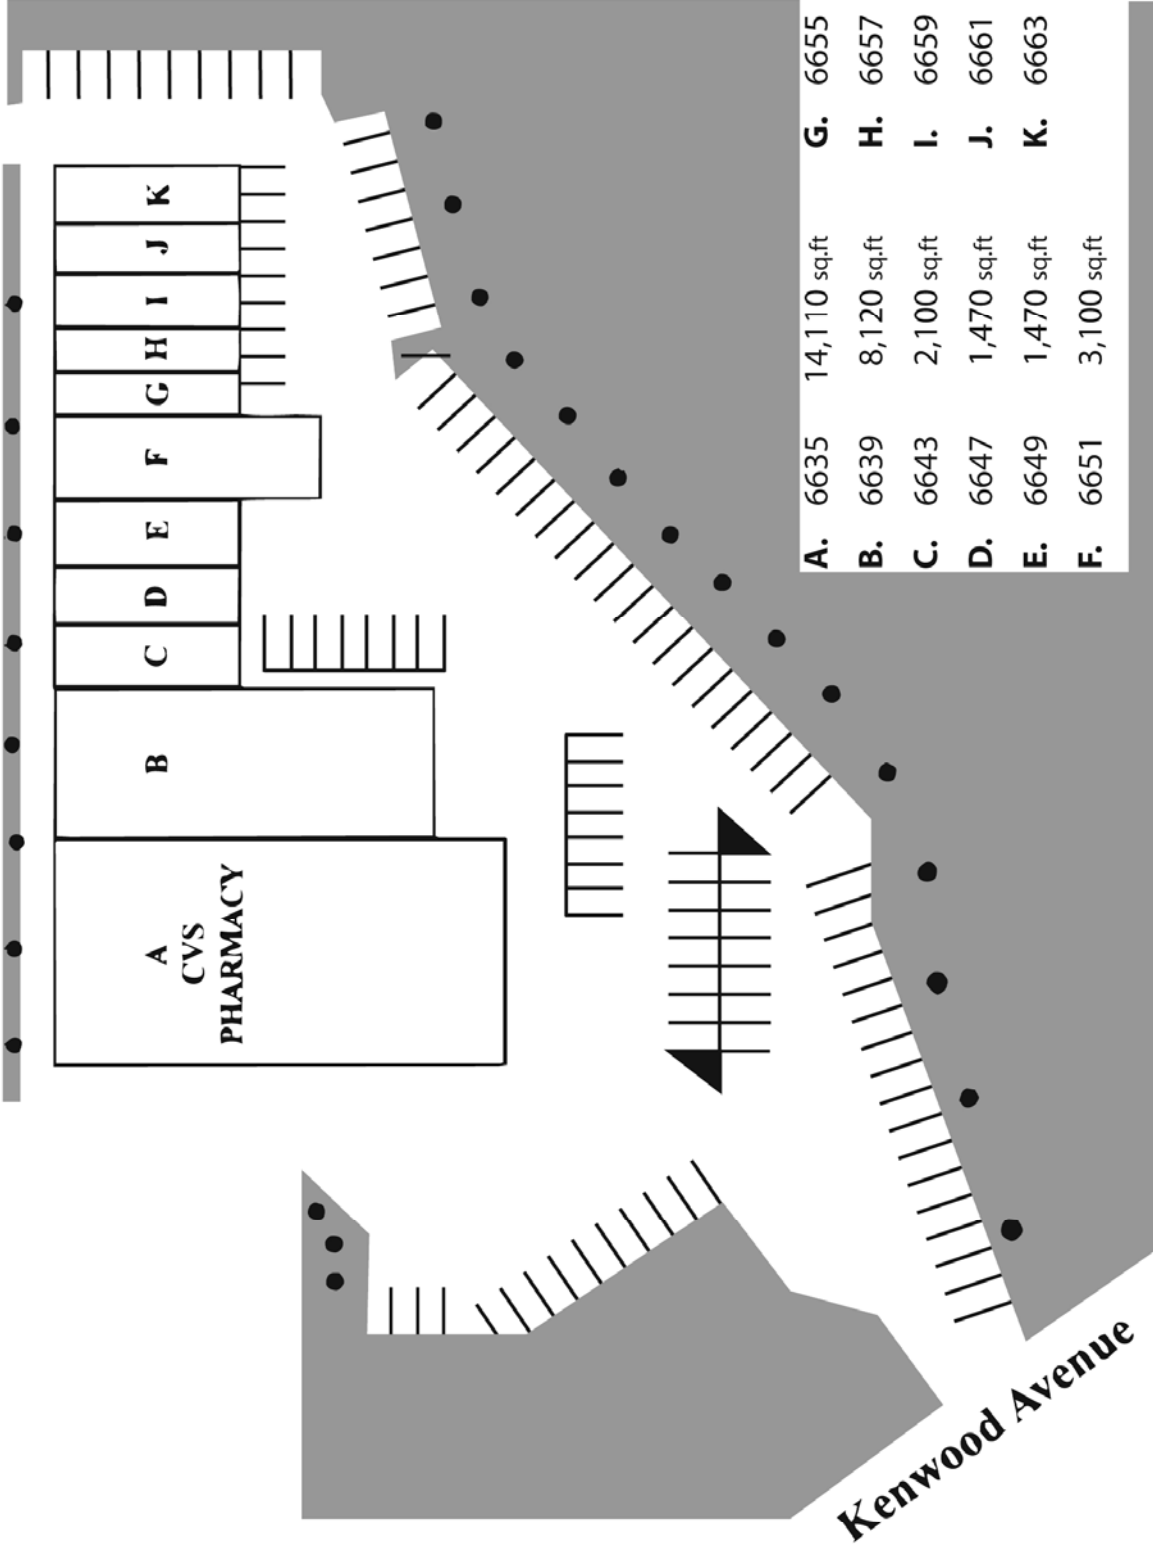 A
CVS
PHARMACY
B
C
D
E
F
G
H
I
J
K
A. 6635 14,110 sq.ft G. 6655
B. 6639 8,120 sq.ft H. 6657
C. 6643 2,100 sq.ft I. 6659
D. 6647 1,470 sq.ft J. 6661
E. 6649 1,470 sq.ft K. 6663
F. 6651 3,100 sq.ft
Kenwood Avenue